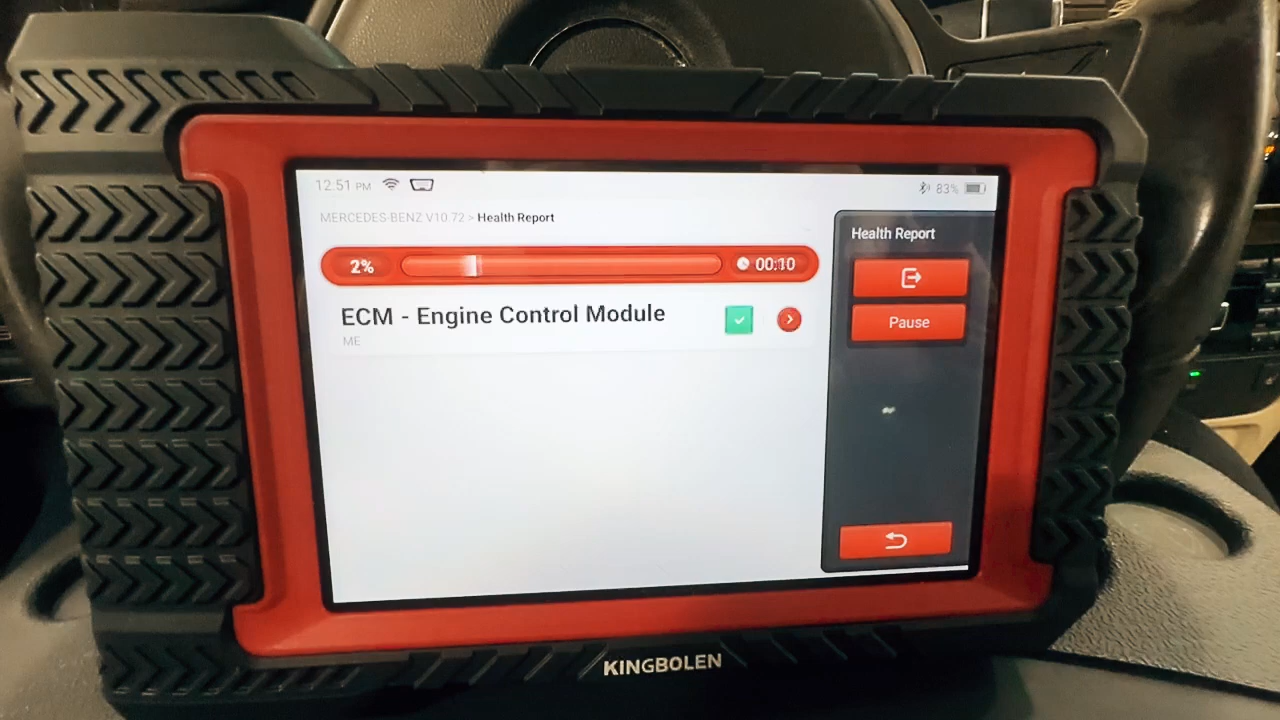 12:51 PM 83%
MERCEDES-BENZ V10.72 > Health Report
Health Report
2% 00:10
ECM - Engine Control Module
ME
Pause
KINGBOLEN